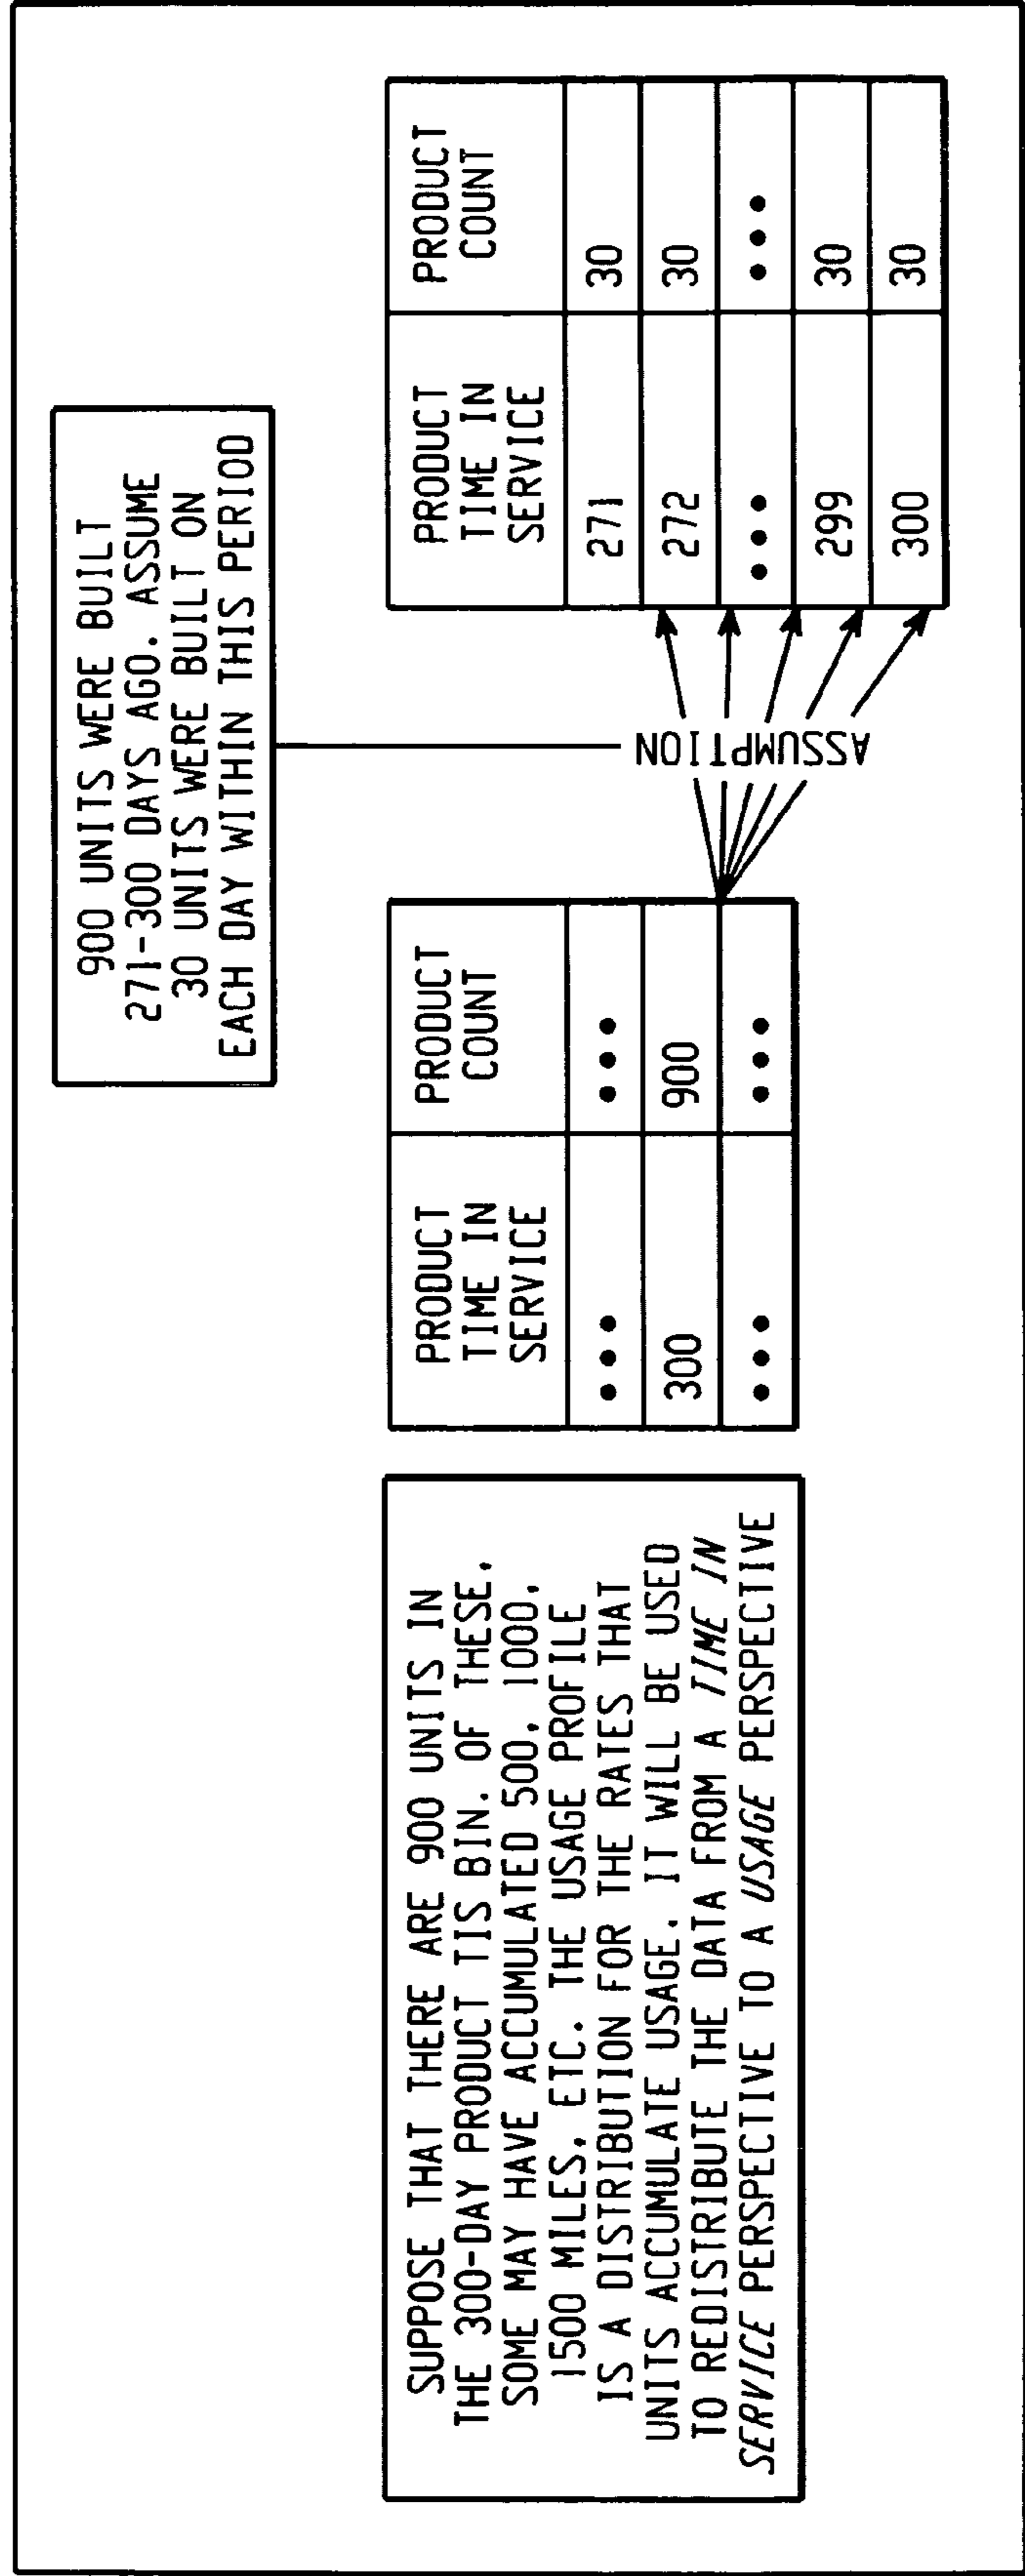 900 UNITS WERE BUILT
271-300 DAYS AGO. ASSUME
30 UNITS WERE BUILT ON
EACH DAY WITHIN THIS PERIOD
SUPPOSE THAT THERE ARE 900 UNITS IN
THE 300-DAY PRODUCT TIS BIN. OF THESE,
SOME MAY HAVE ACCUMULATED 500, 1000,
1500 MILES, ETC. THE USAGE PROFILE
IS A DISTRIBUTION FOR THE RATES THAT
UNITS ACCUMULATE USAGE. IT WILL BE USED
TO REDISTRIBUTE THE DATA FROM A TIME IN
SERVICE PERSPECTIVE TO A USAGE PERSPECTIVE
PRODUCT TIME IN SERVICE PRODUCT COUNT
••• •••
300 900
••• •••
ASSUMPTION
PRODUCT TIME IN SERVICE PRODUCT COUNT
271 30
272 30
••• •••
299 30
300 30